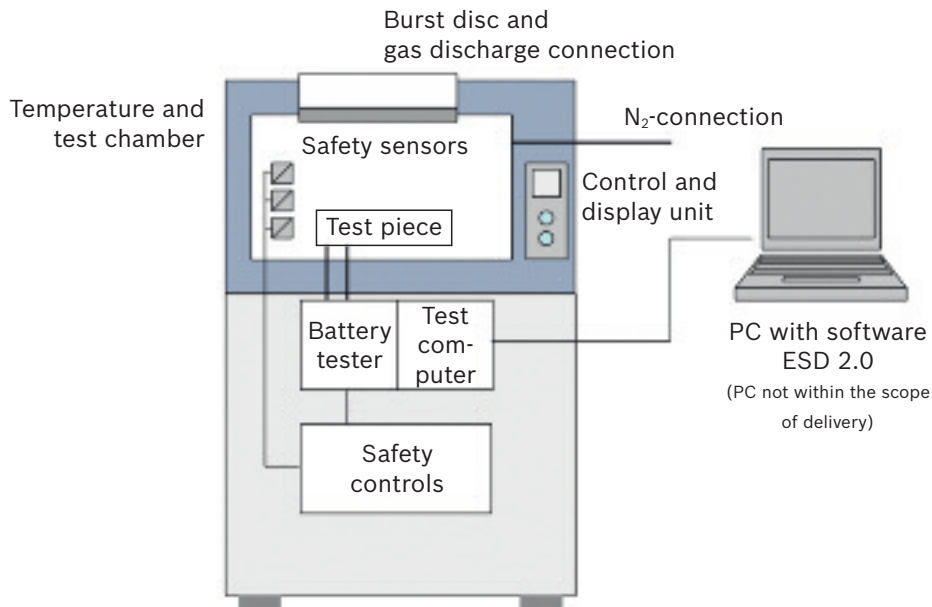 Burst disc and
gas discharge connection
Temperature and
test chamber
N₂-connection
Safety sensors
Control and
display unit
Test piece
Battery
tester
Test
com-
puter
PC with software
ESD 2.0
(PC not within the scope
of delivery)
Safety
controls